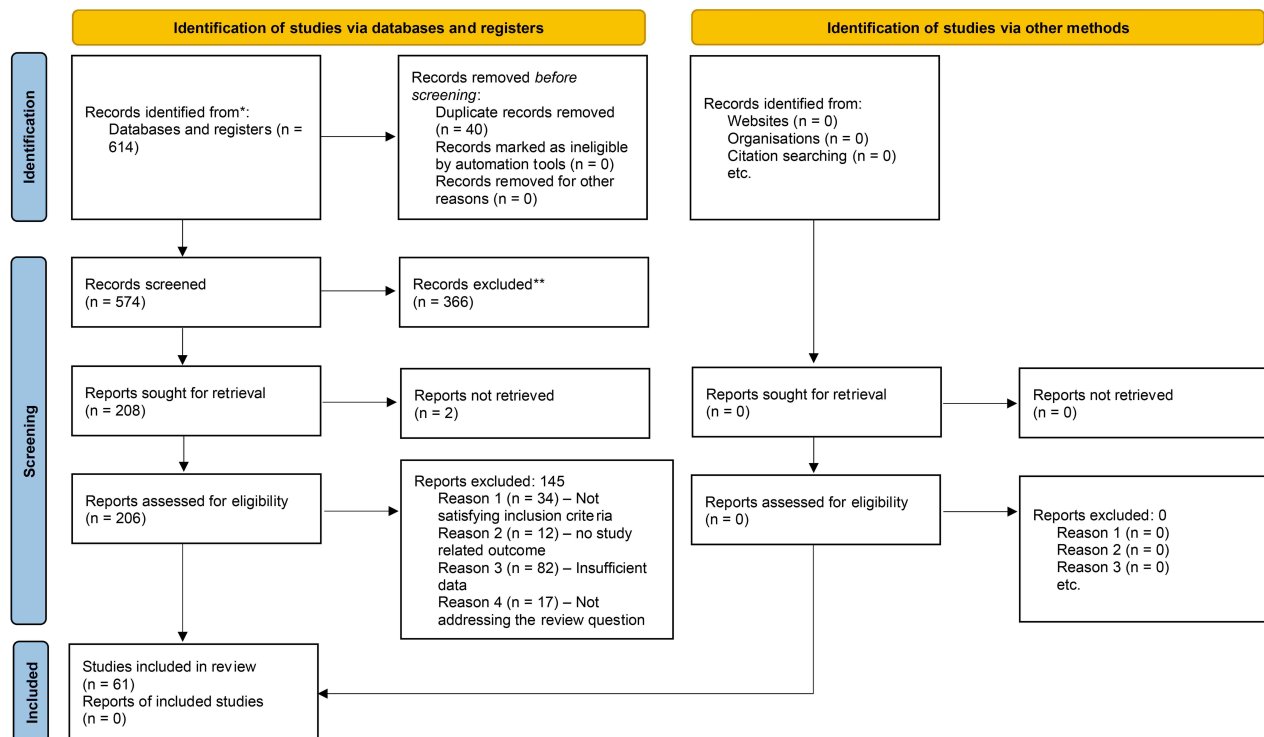 Identification of studies via databases and registers
Identification of studies via other methods
Identification
Records identified from*:
Databases and registers (n =
614)
Records removed before
screening:
Duplicate records removed
(n = 40)
Records marked as ineligible
by automation tools (n = 0)
Records removed for other
reasons (n = 0)
Records identified from:
Websites (n = 0)
Organisations (n = 0)
Citation searching (n = 0)
etc.
Screening
Records screened
(n = 574)
Records excluded**
(n = 366)
Reports sought for retrieval
(n = 208)
Reports not retrieved
(n = 2)
Reports sought for retrieval
(n = 0)
Reports not retrieved
(n = 0)
Reports assessed for eligibility
(n = 206)
Reports excluded: 145
Reason 1 (n = 34) – Not
satisfying inclusion criteria
Reason 2 (n = 12) – no study
related outcome
Reason 3 (n = 82) – Insufficient
data
Reason 4 (n = 17) – Not
addressing the review question
Reports assessed for eligibility
(n = 0)
Reports excluded: 0
Reason 1 (n = 0)
Reason 2 (n = 0)
Reason 3 (n = 0)
etc.
Included
Studies included in review
(n = 61)
Reports of included studies
(n = 0)